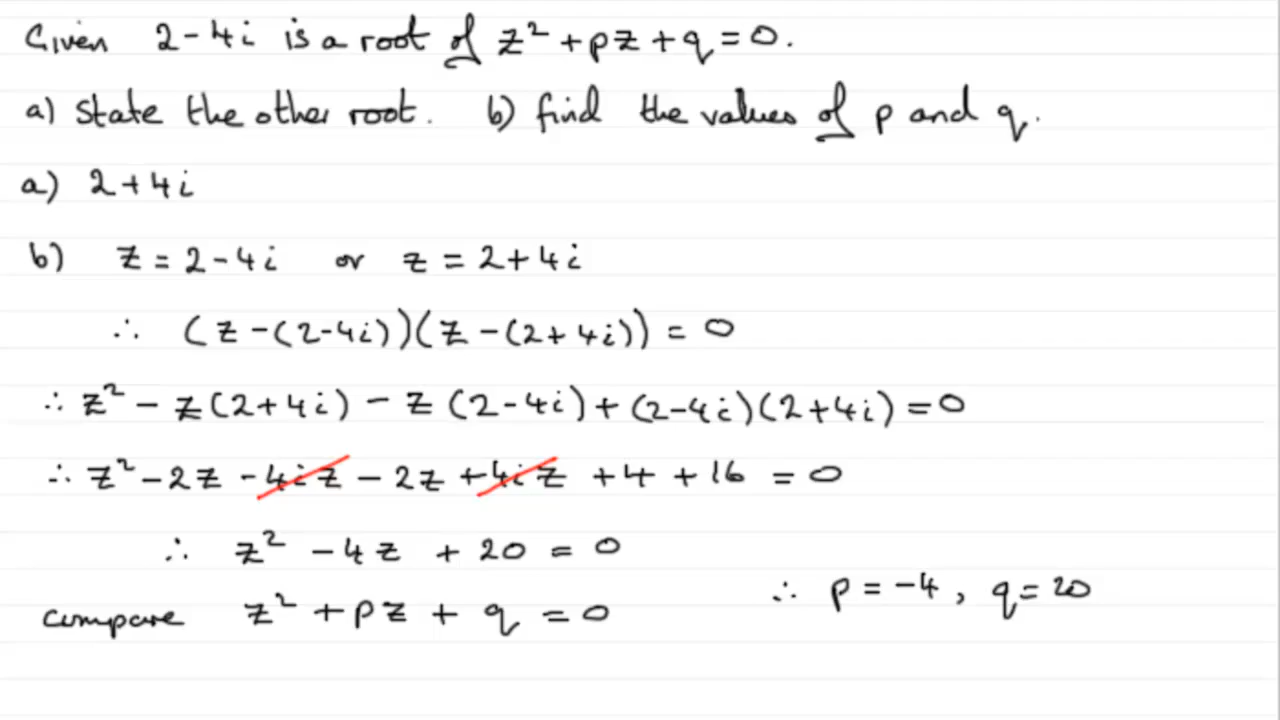 Given 2-4i is a root of z² + pz + q = 0.
a) State the other root. b) find the values of p and q.
a) 2+4i
b) z = 2-4i or z = 2+4i
∴ (z-(2-4i))(z-(2+4i)) = 0
∴ z² - z(2+4i) - z(2-4i) + (2-4i)(2+4i) = 0
∴ z² - 2z - 4iz - 2z + 4iz + 4 + 16 = 0
∴ z² - 4z + 20 = 0
compare z² + pz + q = 0
∴ p = -4, q = 20